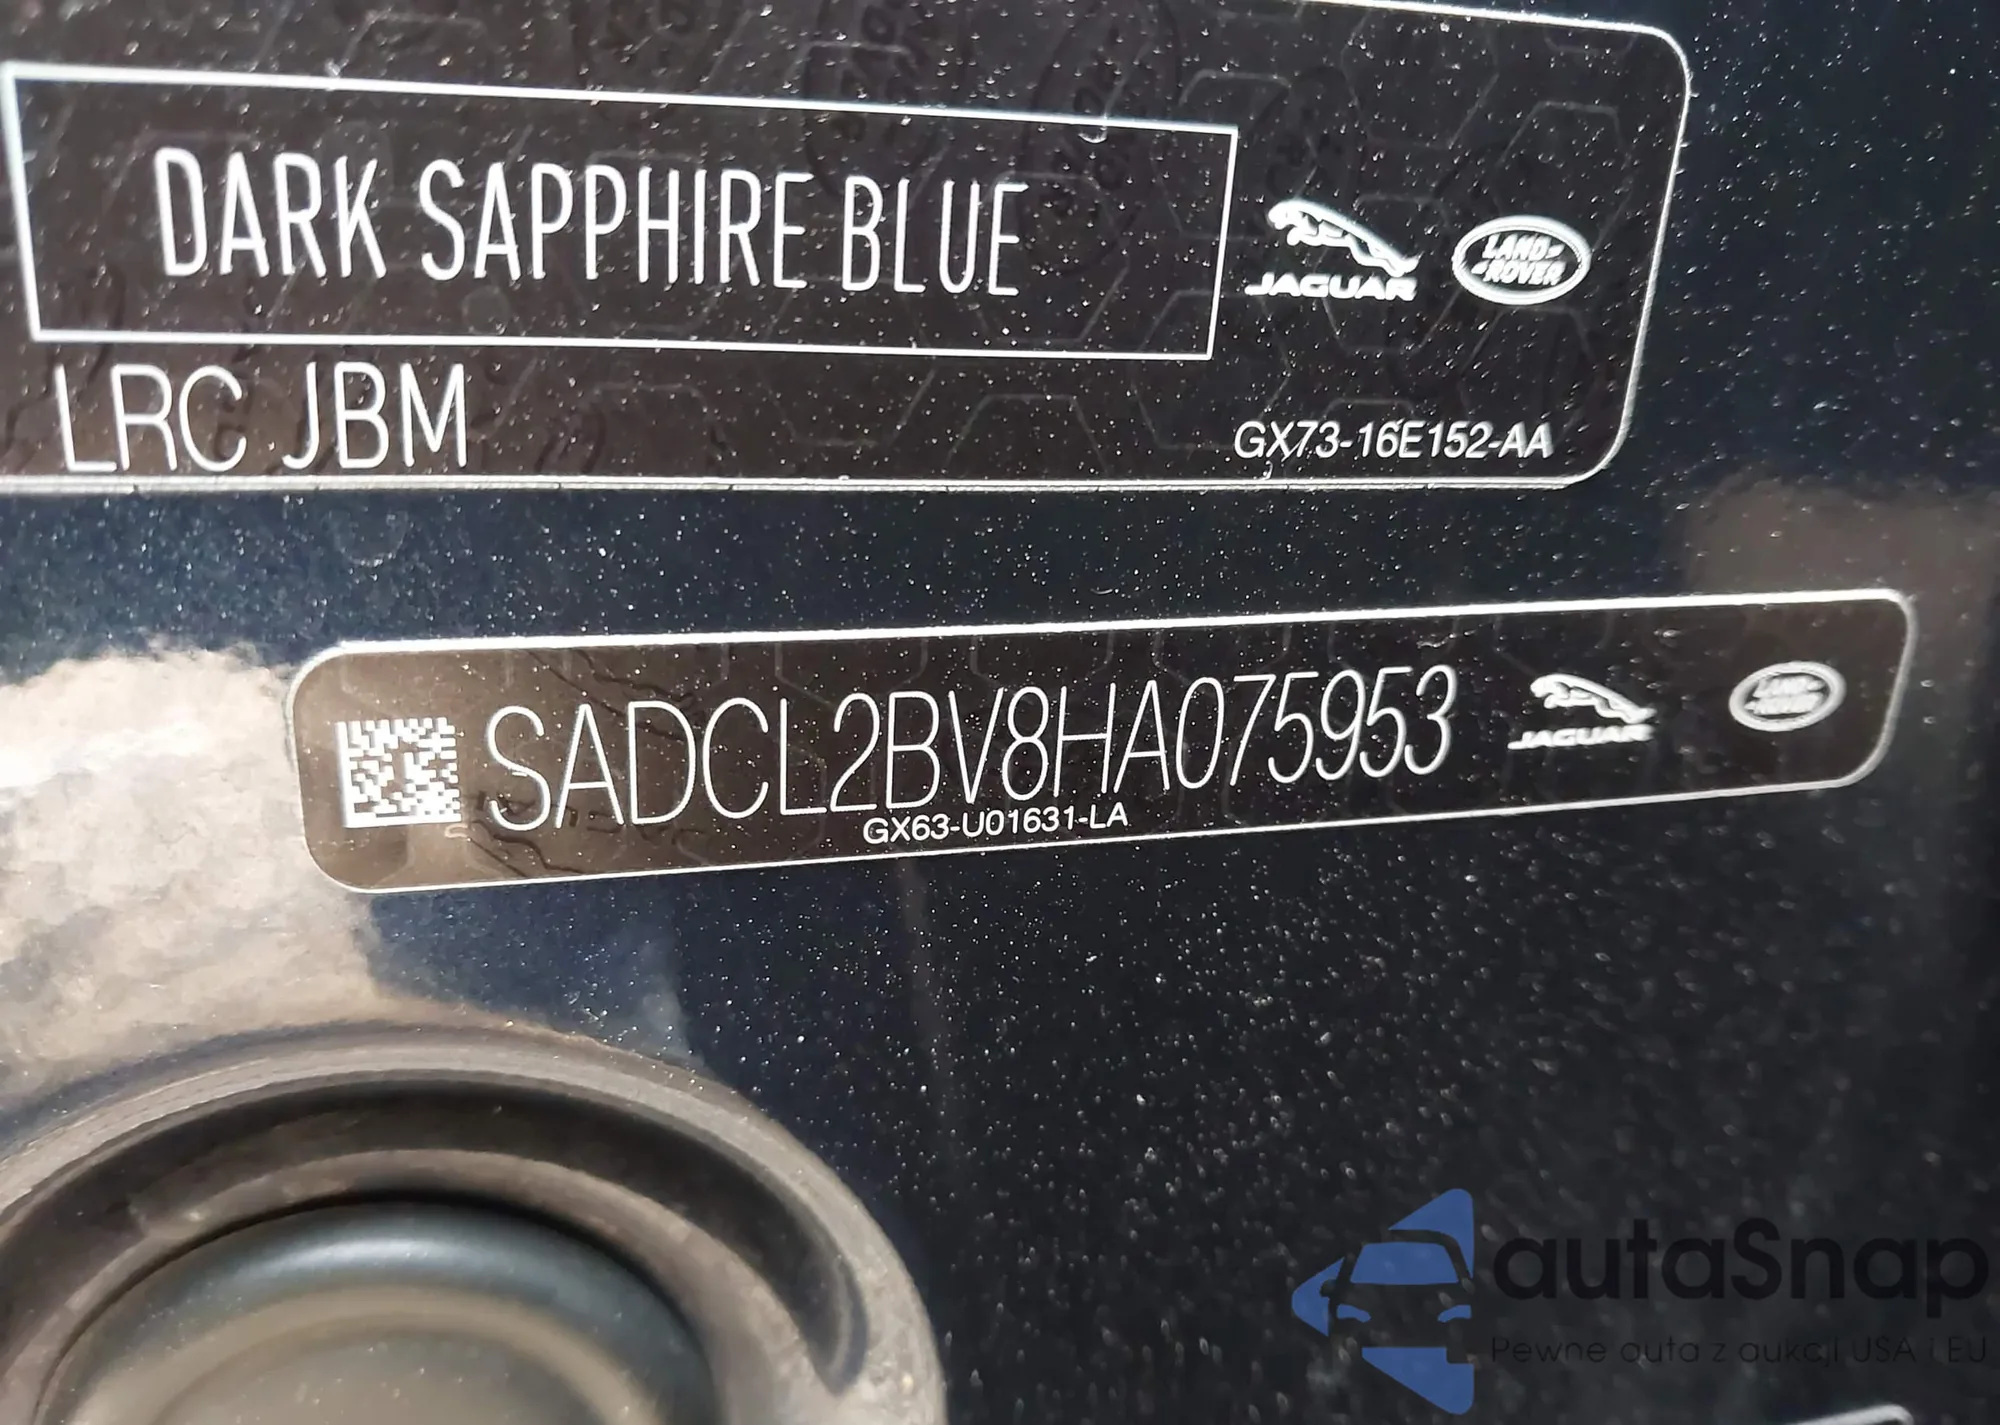 DARK SAPPHIRE BLUE
JAGUAR
LAND-
-ROVER
LRC JBM
GX73-16E152-AA
SADCL2BV8HA075953
JAGUAR
LAND-
-ROVER
GX63-U01631-LA
autaSnap
Pewne auta z aukcji USA i EU